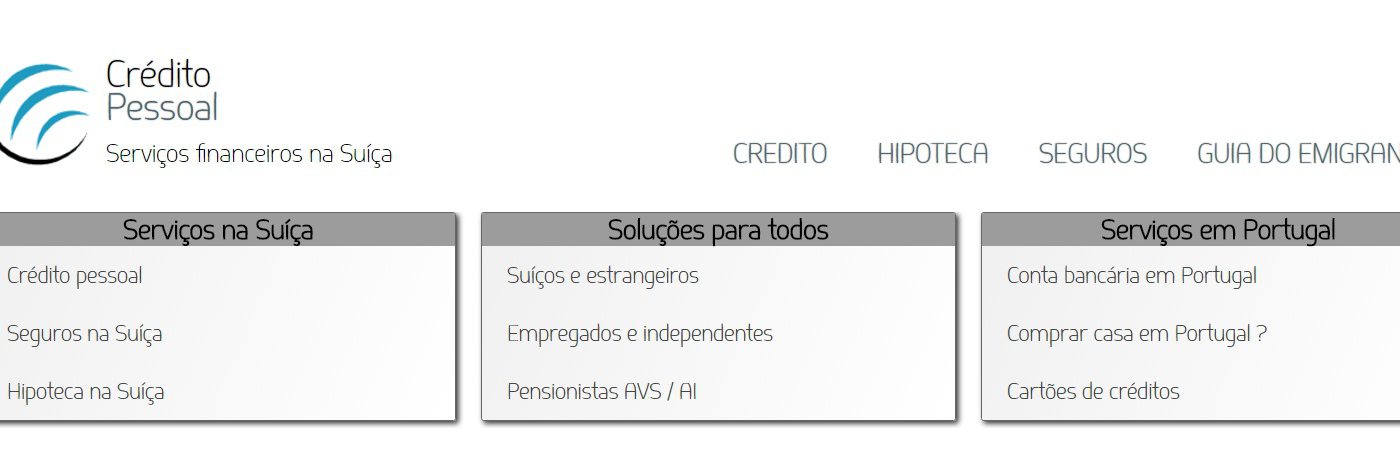 Crédito
Pessoal
Serviços financeiros na Suíça
CREDITO HIPOTECA SEGUROS GUIA DO EMIGRAN
Serviços na Suíça
Crédito pessoal
Seguros na Suíça
Hipoteca na Suíça
Soluções para todos
Suíços e estrangeiros
Empregados e independentes
Pensionistas AVS / AI
Serviços em Portugal
Conta bancária em Portugal
Comprar casa em Portugal ?
Cartões de créditos